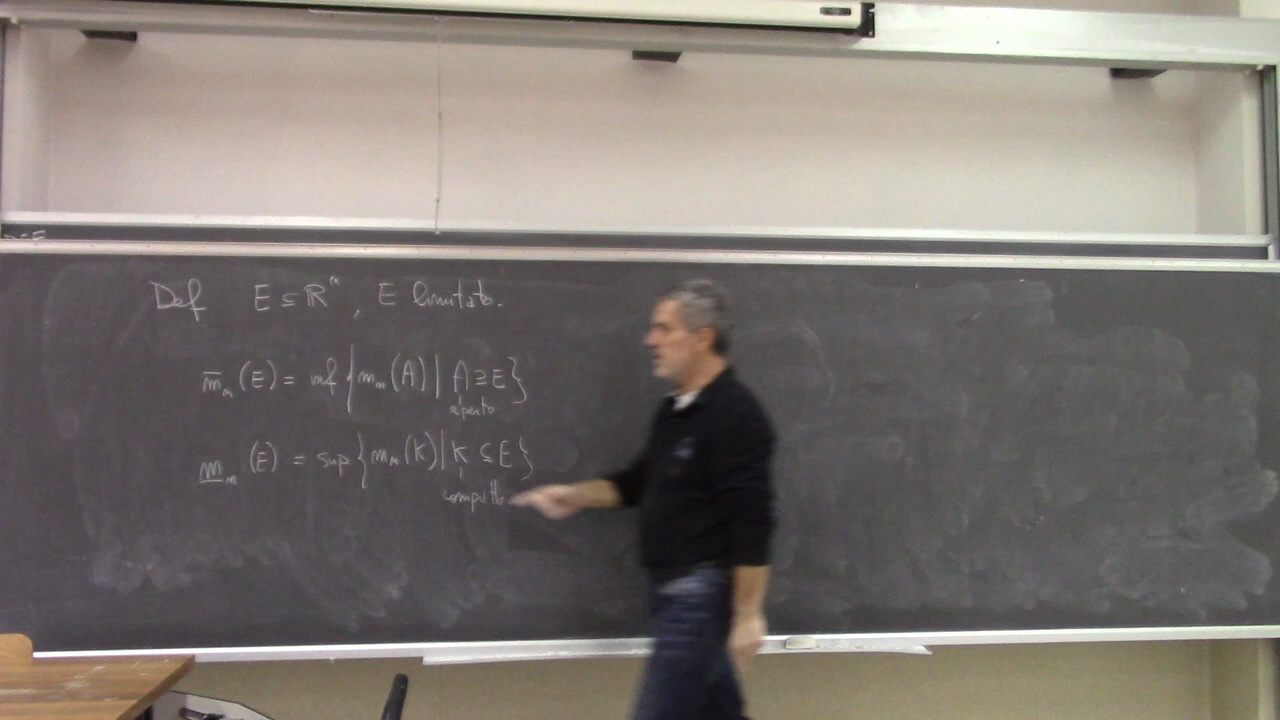 Def E ⊆ ℝⁿ, E limitato.
m̅ₙ(E) = inf { mₙ(A) | A ⊇ E }
aperto
m̲ₙ(E) = sup { mₙ(K) | K ⊆ E }
compatto